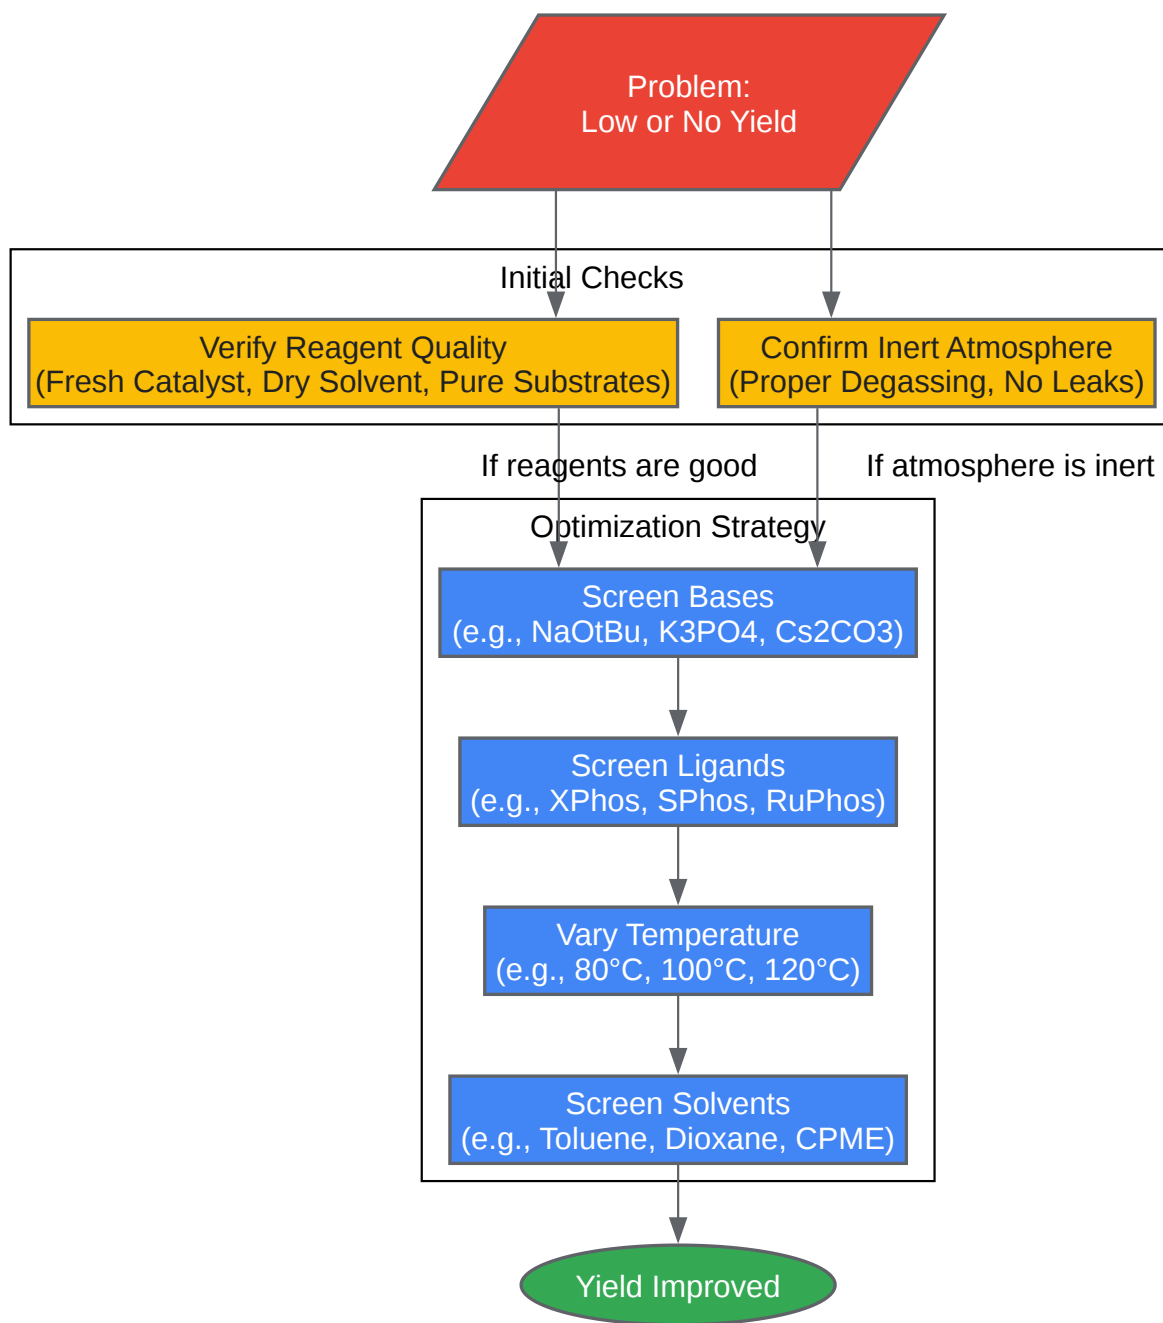 Problem:
Low or No Yield
Initial Checks
Verify Reagent Quality
(Fresh Catalyst, Dry Solvent, Pure Substrates)
Confirm Inert Atmosphere
(Proper Degassing, No Leaks)
If reagents are good
If atmosphere is inert
Optimization Strategy
Screen Bases
(e.g., NaOtBu, K3PO4, Cs2CO3)
Screen Ligands
(e.g., XPhos, SPhos, RuPhos)
Vary Temperature
(e.g., 80°C, 100°C, 120°C)
Screen Solvents
(e.g., Toluene, Dioxane, CPME)
Yield Improved